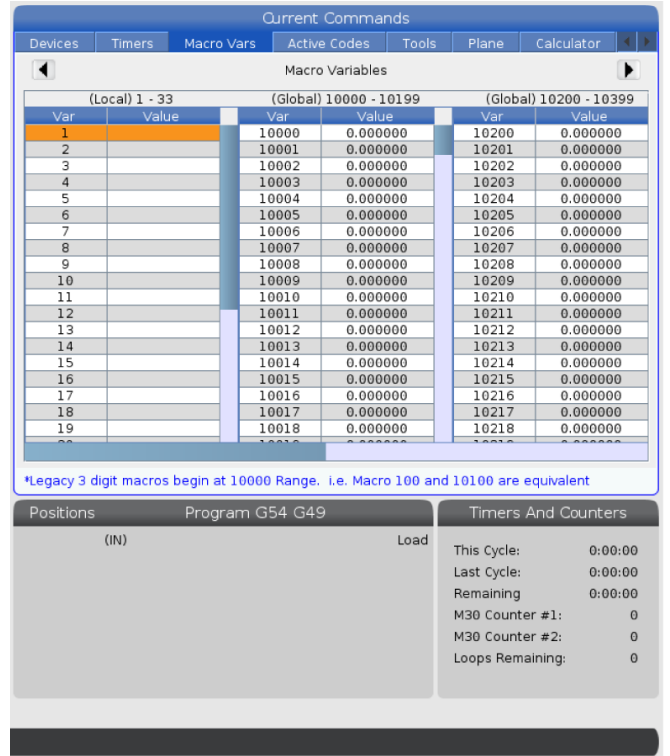 Current Commands
Devices Timers Macro Vars Active Codes Tools Plane Calculator
Macro Variables
(Local) 1 - 33 (Global) 10000 - 10199 (Global) 10200 - 10399
Var Value Var Value Var Value
1 10000 0.000000 10200 0.000000
2 10001 0.000000 10201 0.000000
3 10002 0.000000 10202 0.000000
4 10003 0.000000 10203 0.000000
5 10004 0.000000 10204 0.000000
6 10005 0.000000 10205 0.000000
7 10006 0.000000 10206 0.000000
8 10007 0.000000 10207 0.000000
9 10008 0.000000 10208 0.000000
10 10009 0.000000 10209 0.000000
11 10010 0.000000 10210 0.000000
12 10011 0.000000 10211 0.000000
13 10012 0.000000 10212 0.000000
14 10013 0.000000 10213 0.000000
15 10014 0.000000 10214 0.000000
16 10015 0.000000 10215 0.000000
17 10016 0.000000 10216 0.000000
18 10017 0.000000 10217 0.000000
19 10018 0.000000 10218 0.000000
*Legacy 3 digit macros begin at 10000 Range. i.e. Macro 100 and 10100 are equivalent
Positions Program G54 G49
(IN) Load
Timers And Counters
This Cycle: 0:00:00
Last Cycle: 0:00:00
Remaining 0:00:00
M30 Counter #1: 0
M30 Counter #2: 0
Loops Remaining: 0